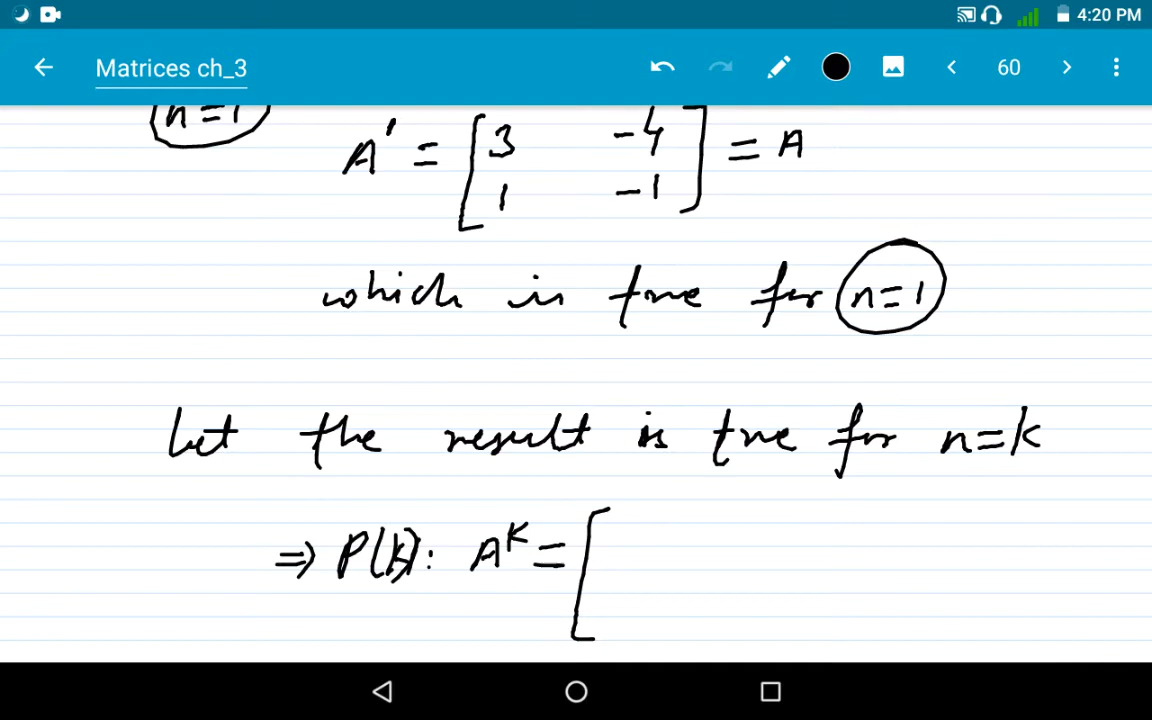 4:20 PM
Matrices ch_3
60
n=1
A' = [3 -4
1 -1] = A
which is true for n=1
Let the result is true for n=k
⇒ P(k): A^k = [